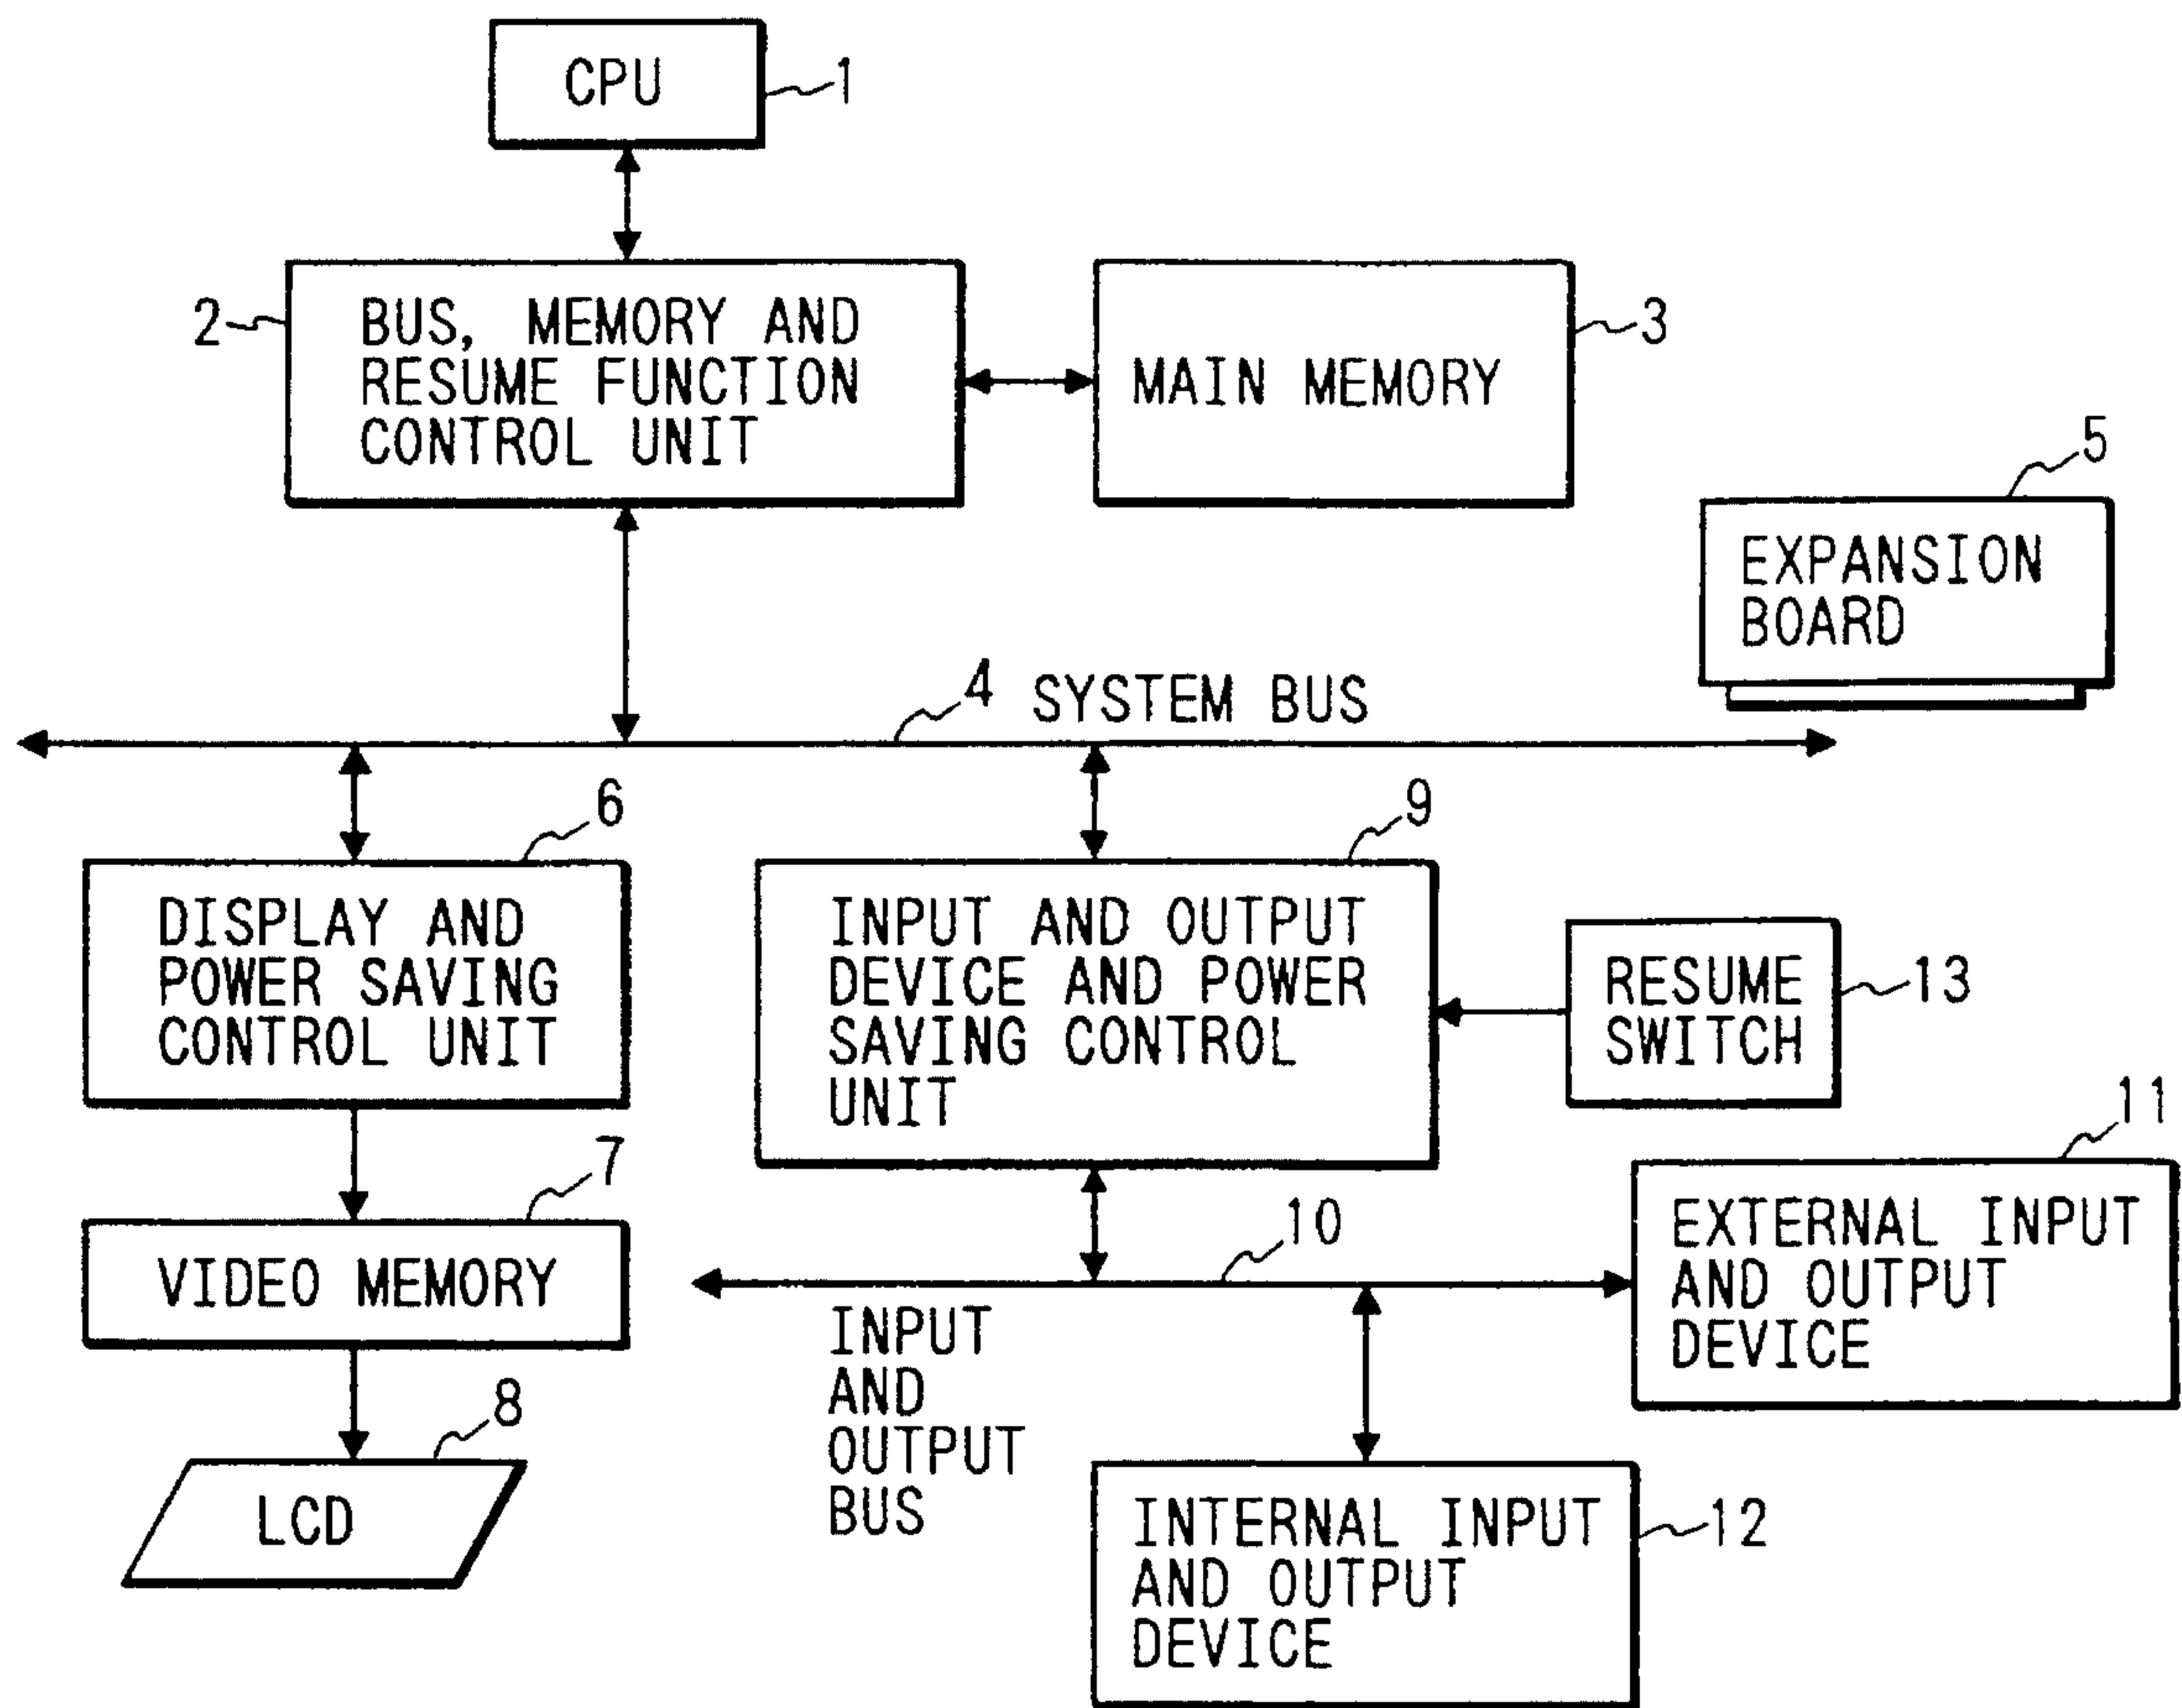 CPU
1
2
BUS, MEMORY AND
RESUME FUNCTION
CONTROL UNIT
MAIN MEMORY
3
5
EXPANSION
BOARD
4
SYSTEM BUS
6
DISPLAY AND
POWER SAVING
CONTROL UNIT
9
INPUT AND OUTPUT
DEVICE AND POWER
SAVING CONTROL
UNIT
RESUME
SWITCH
13
7
VIDEO MEMORY
10
INPUT
AND
OUTPUT
BUS
11
EXTERNAL INPUT
AND OUTPUT
DEVICE
8
LCD
INTERNAL INPUT
AND OUTPUT
DEVICE
12